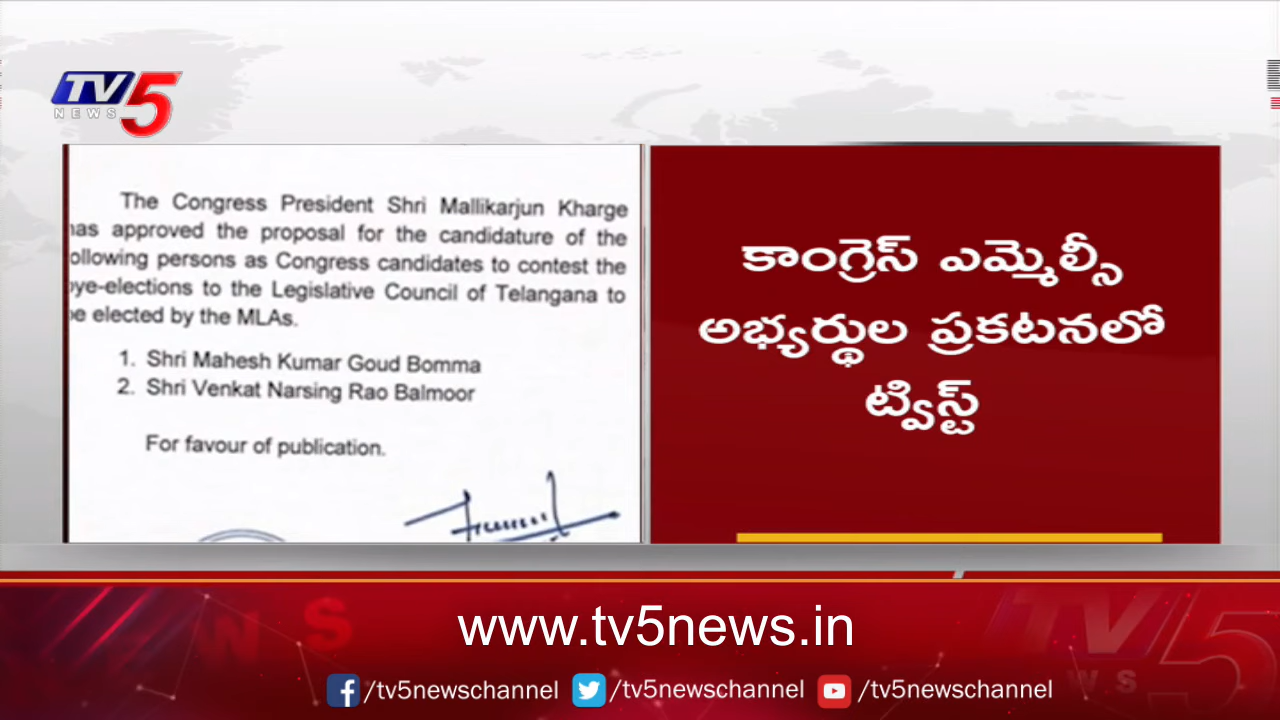 TV5
NEWS
The Congress President Shri Mallikarjun Kharge
has approved the proposal for the candidature of the
ollowing persons as Congress candidates to contest the
bye-elections to the Legislative Council of Telangana to
be elected by the MLAs.
1. Shri Mahesh Kumar Goud Bomma
2. Shri Venkat Narsing Rao Balmoor
For favour of publication.
కాంగ్రెస్ ఎమ్మెల్సీ
అభ్యర్థుల ప్రకటనలో
ట్విస్ట్
www.tv5news.in
/tv5newschannel /tv5newschannel /tv5newschannel